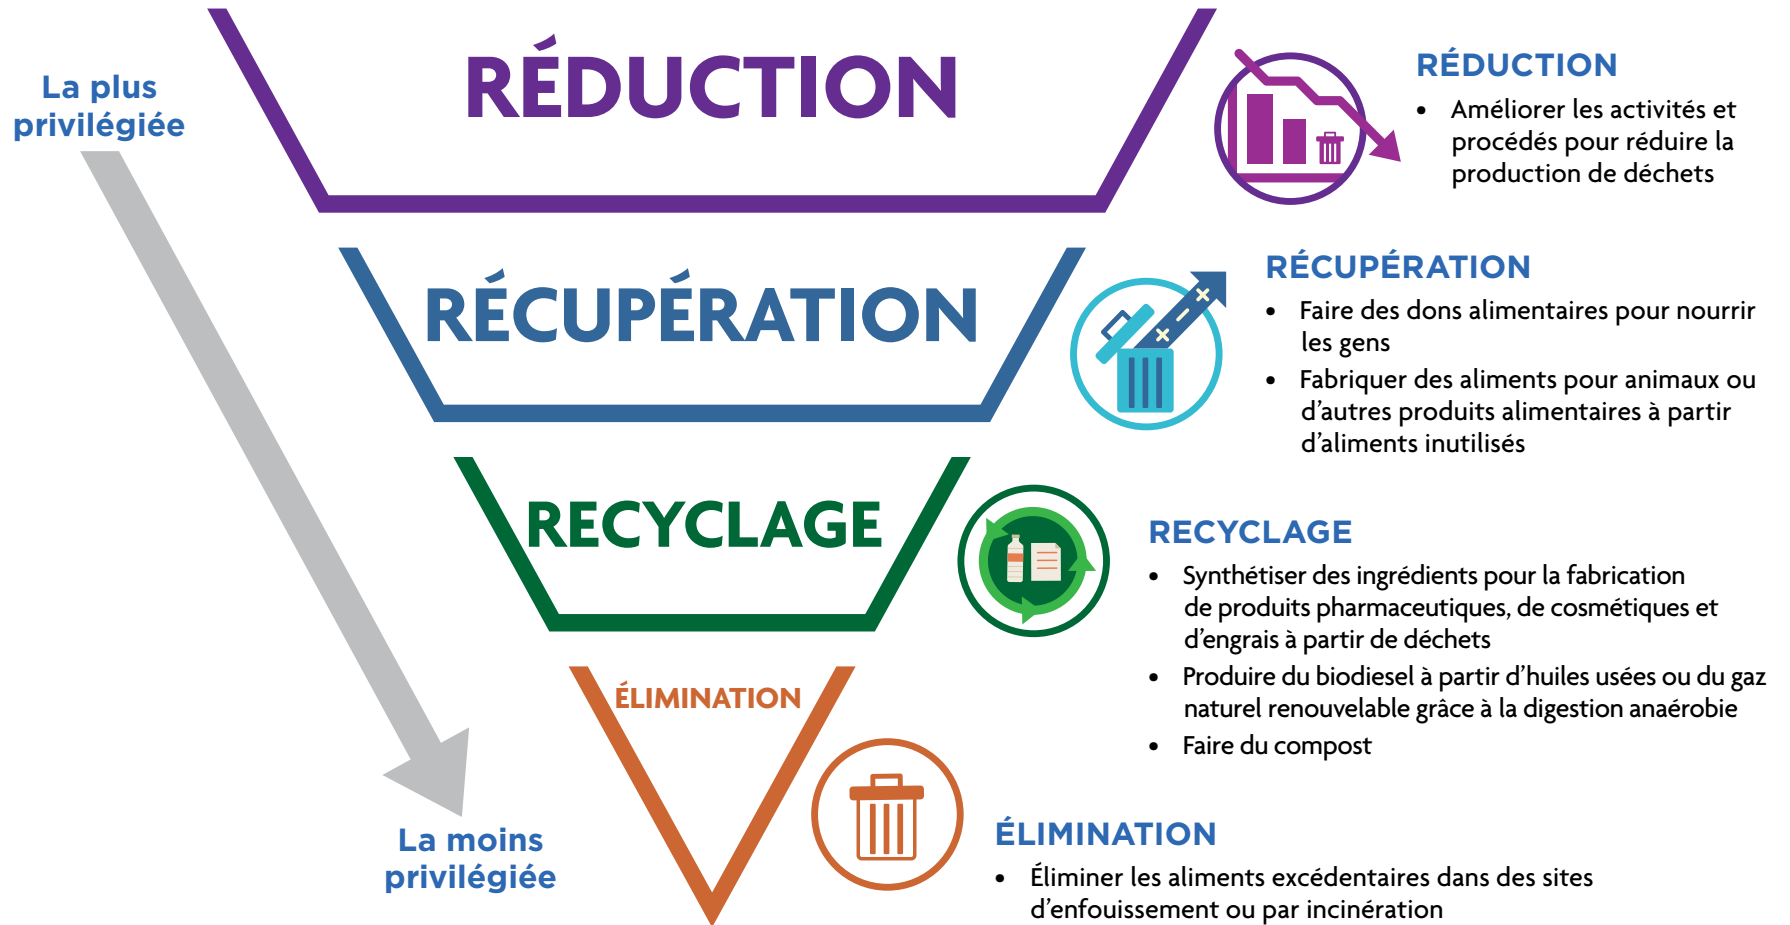 La plus
privilégiée
RÉDUCTION
RÉDUCTION
• Améliorer les activités et
procédés pour réduire la
production de déchets
RÉCUPÉRATION
RÉCUPÉRATION
• Faire des dons alimentaires pour nourrir
les gens
• Fabriquer des aliments pour animaux ou
d’autres produits alimentaires à partir
d’aliments inutilisés
RECYCLAGE
RECYCLAGE
• Synthétiser des ingrédients pour la fabrication
de produits pharmaceutiques, de cosmétiques et
d’engrais à partir de déchets
• Produire du biodiesel à partir d’huiles usées ou du gaz
naturel renouvelable grâce à la digestion anaérobie
• Faire du compost
ÉLIMINATION
La moins
privilégiée
ÉLIMINATION
• Éliminer les aliments excédentaires dans des sites
d’enfouissement ou par incinération